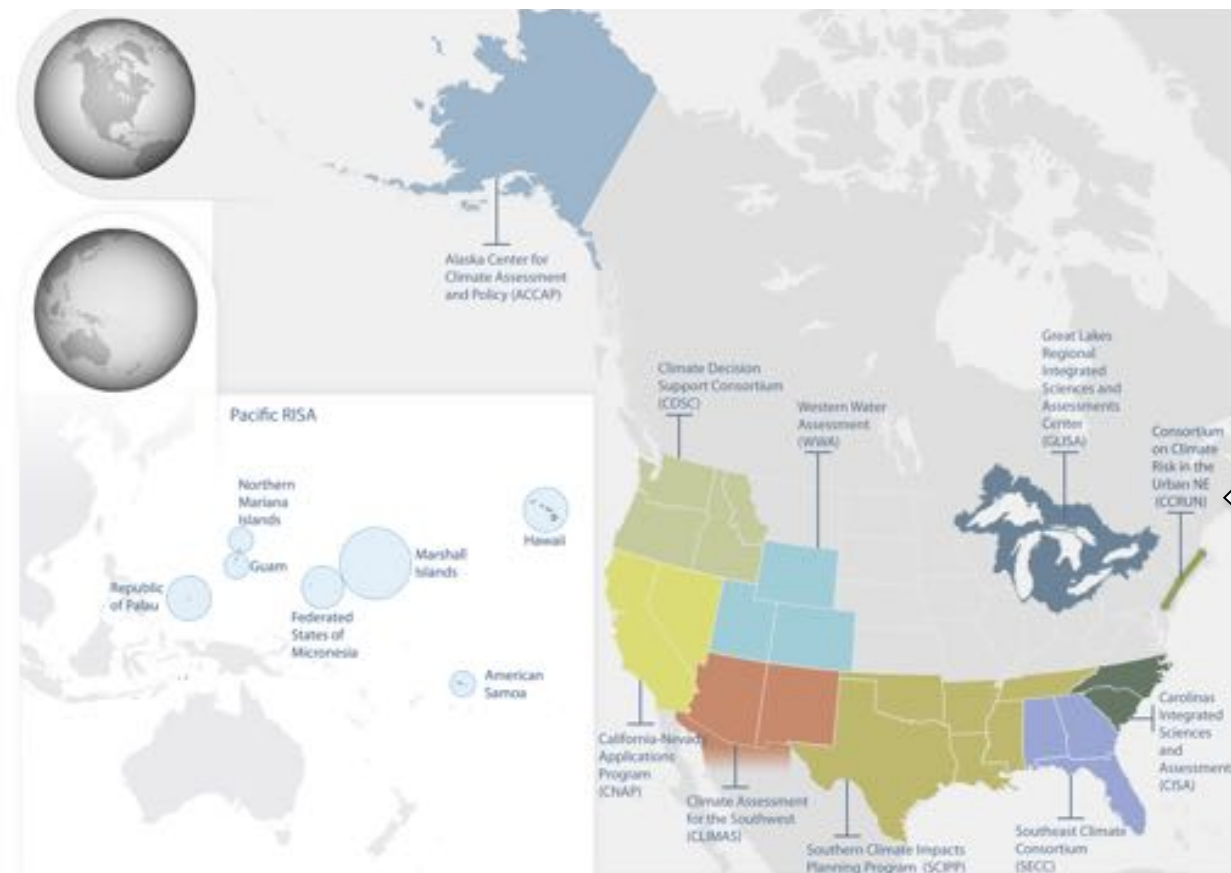 Alaska Center for
Climate Assessment
and Policy (ACCAP)
Great Lakes
Regional
Integrated
Sciences and
Assessments
Center
(GLISA)
Climate Decision
Support Consortium
(CDSC)
Western Water
Assessment
(WWA)
Consortium
on Climate
Risk in the
Urban NE
(CCRUN)
Pacific RISA
Northern
Mariana
Islands
Guam
Republic
of Palau
Federated
States of
Micronesia
Marshall
Islands
Hawaii
American
Samoa
California-Nevada
Applications
Program
(CNAP)
Climate Assessment
for the Southwest
(CLIMAS)
Southern Climate Impacts
Planning Program (SCIPP)
Southeast Climate
Consortium
(SECC)
Carolinas
Integrated
Sciences
and
Assessment
(CISA)